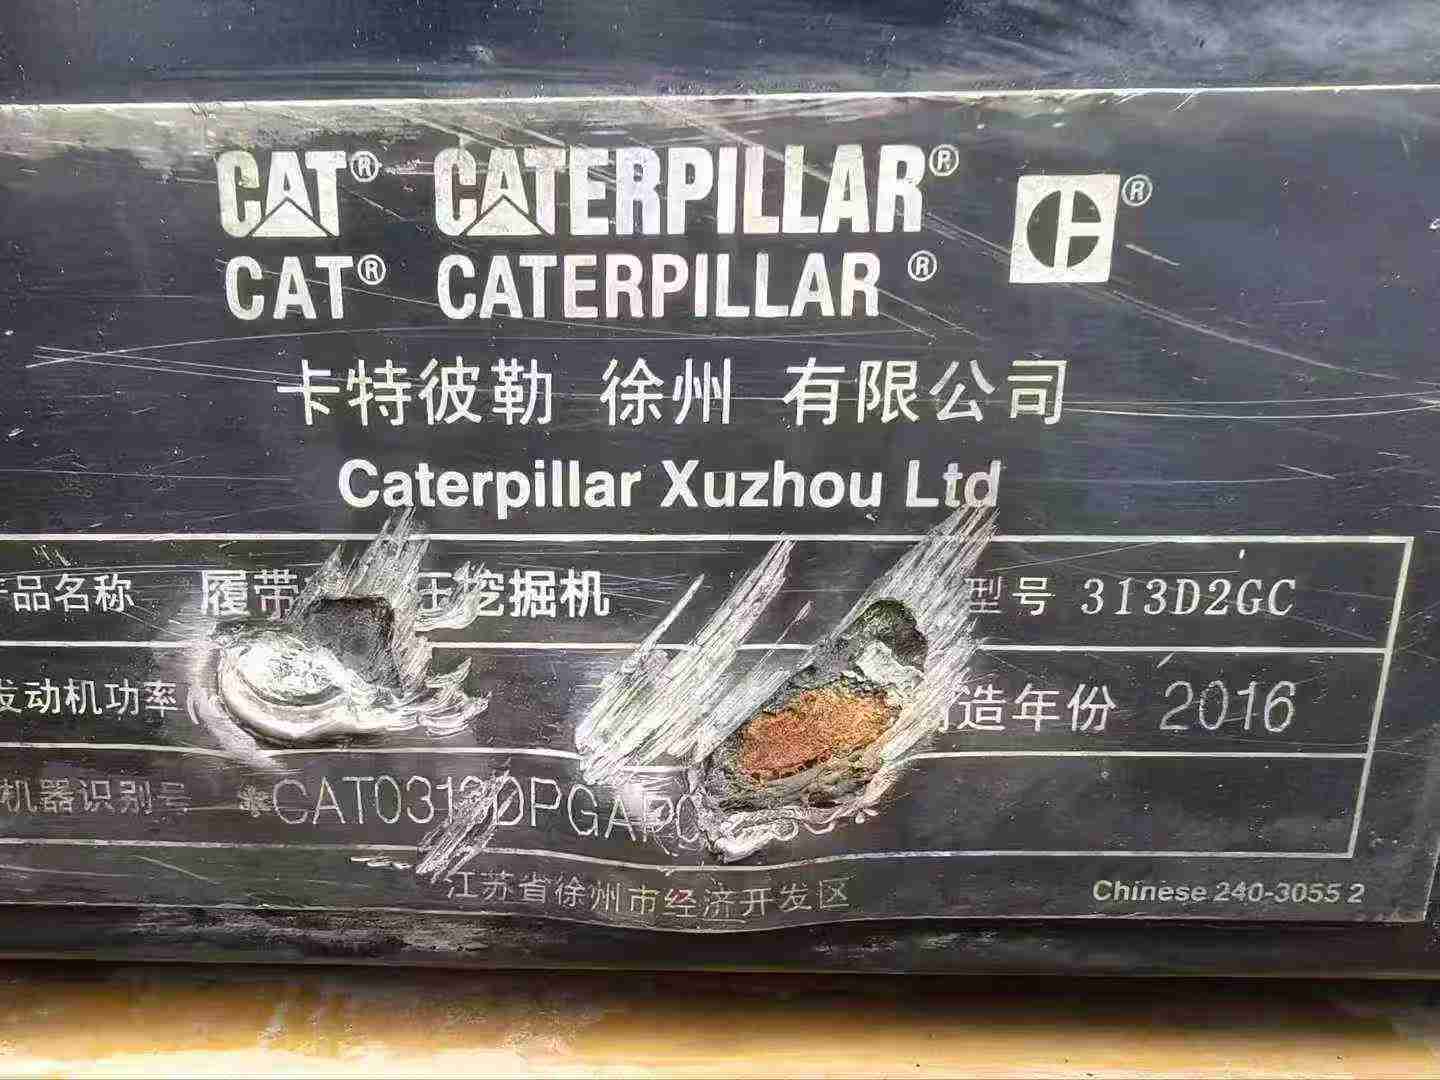 CAT® CATERPILLAR®
CAT® CATERPILLAR®
卡特彼勒 徐州 有限公司
Caterpillar Xuzhou Ltd
品名称 履带 压挖掘机 型号 313D2GC
发动机功率 造年份 2016
机器识别号 *CAT0313
江苏省徐州市经济开发区 Chinese 240-3055 2